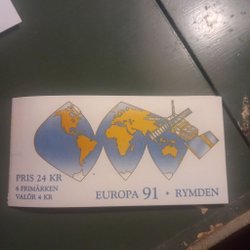 PRIS 24 KR
6 FRIMÄRKEN
VALÖR 4 KR
EUROPA 91 • RYMDEN